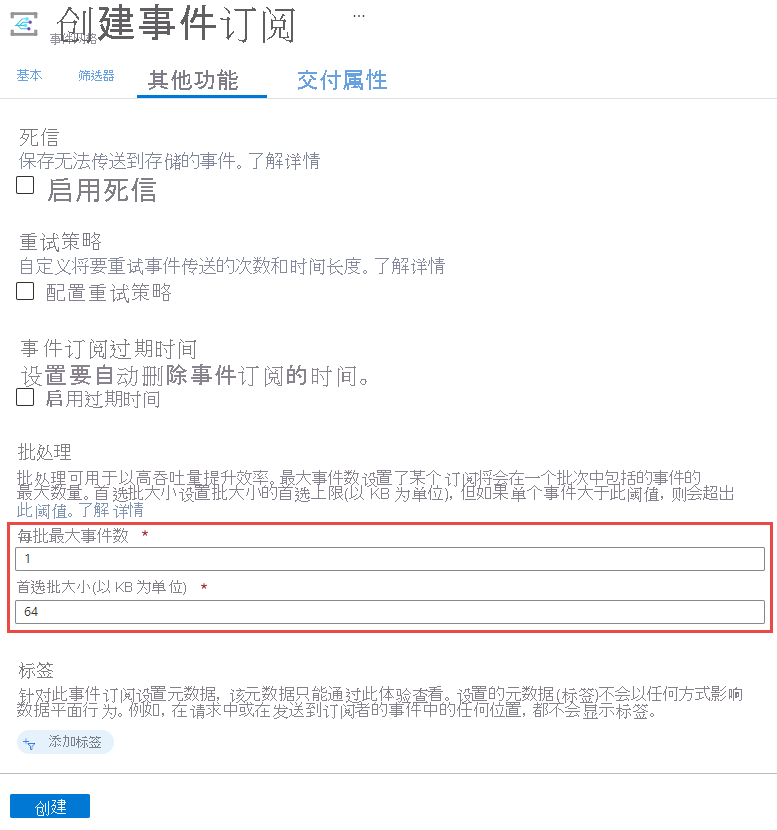 创建事件订阅
...
事件网格
基本 筛选器 其他功能 交付属性
死信
保存无法传送到存储的事件。了解详情
启用死信
重试策略
自定义将要重试事件传送的次数和时间长度。了解详情
配置重试策略
事件订阅过期时间
设置要自动删除事件订阅的时间。
启用过期时间
批处理
批处理可用于以高吞吐量提升效率。最大事件数设置了某个订阅将会在一个批次中包括的事件的
最大数量。首选批大小设置批大小的首选上限(以 KB 为单位), 但如果单个事件大于此阈值, 则会超出
此阈值。了解详情
每批最大事件数 *
1
首选批大小(以 KB 为单位) *
64
标签
针对此事件订阅设置元数据, 该元数据只能通过此体验查看。设置的元数据(标签)不会以任何方式影响
数据平面行为。例如, 在请求中或在发送到订阅者的事件中的任何位置, 都不会显示标签。
添加标签
创建